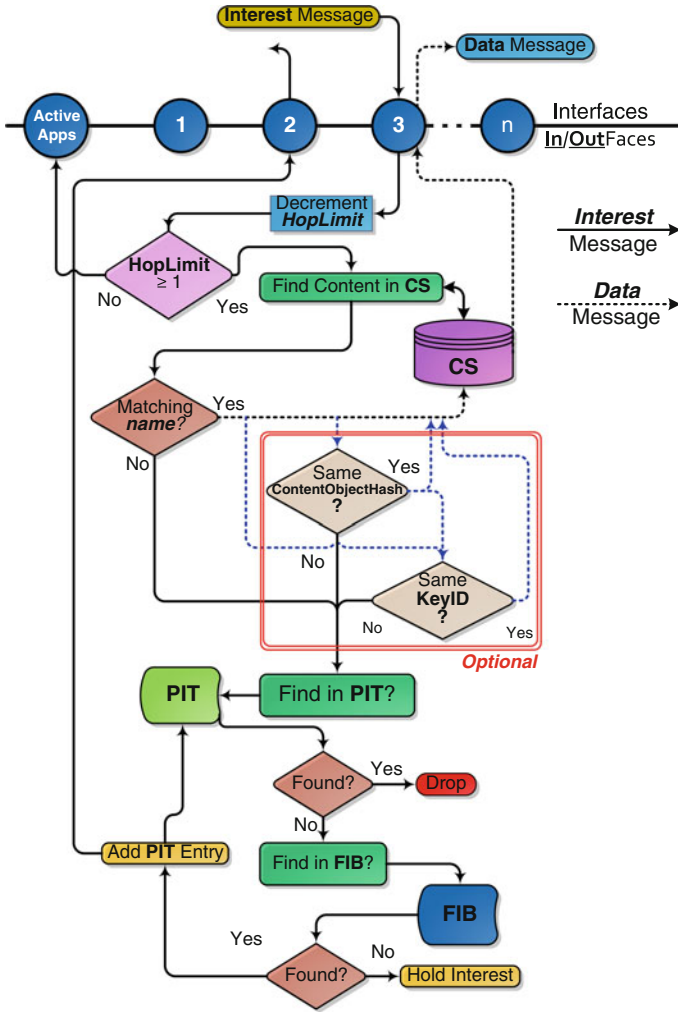 Interest Message
Data Message
Active
Apps
1
2
3
n
Interfaces
In/OutFaces
Decrement
HopLimit
Interest
Message
HopLimit
≥ 1
No
Yes
Find Content in CS
Data
Message
CS
Matching
name?
Yes
No
Same
ContentObjectHash
?
Yes
No
Same
KeyID
?
No
Yes
Optional
PIT
Find in PIT?
Found?
Yes
Drop
No
Add PIT Entry
Find in FIB?
FIB
Yes
Found?
No
Hold Interest